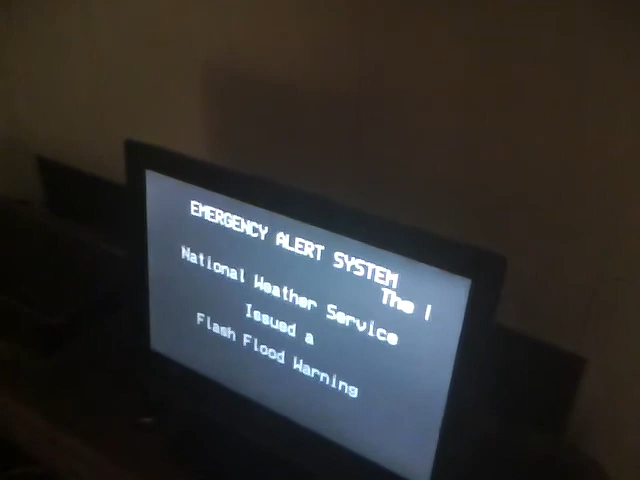 EMERGENCY ALERT SYSTEM
The
National Weather Service
Issued a
Flash Flood Warning